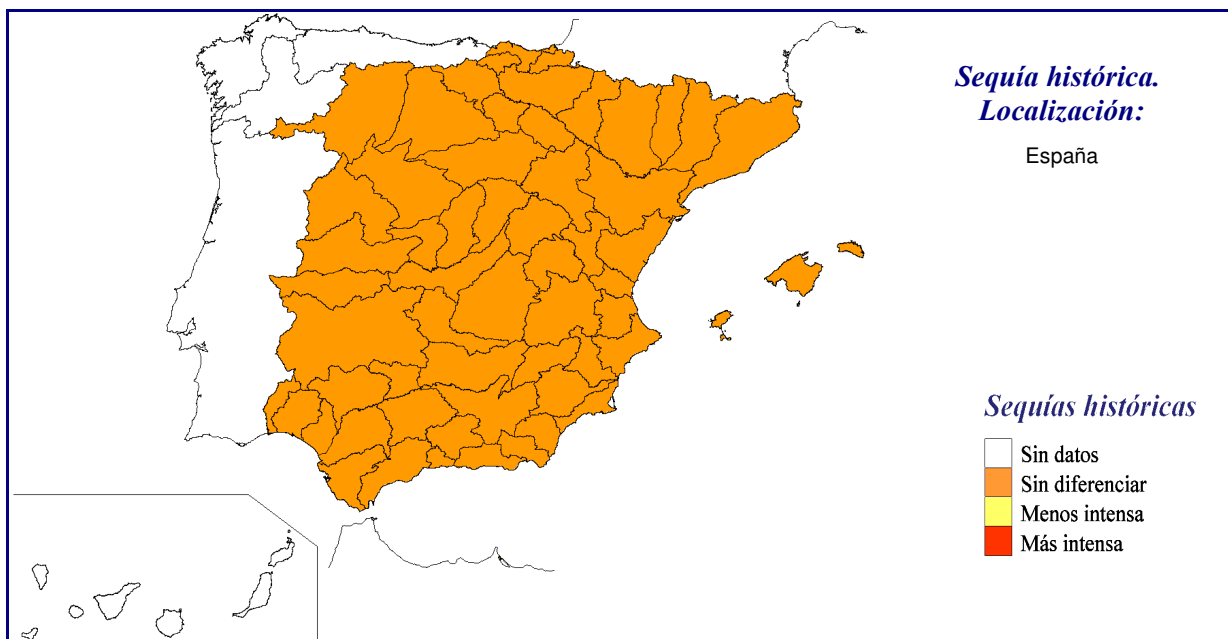 Sequía histórica.
Localización:
España
Sequías históricas
Sin datos
Sin diferenciar
Menos intensa
Más intensa